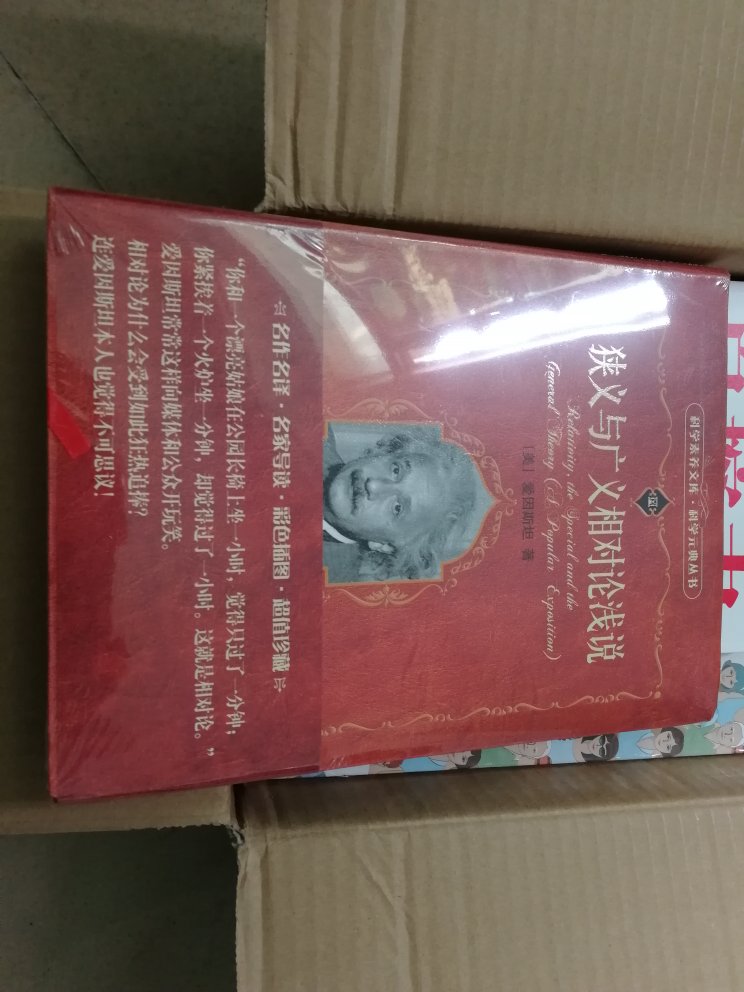 科学素养文库·科学元典丛书
狭义与广义相对论浅说
Relativity, the Special and the
General Theory (A Popular Exposition)
[美] 爱因斯坦 著
名作名译·名家导读·彩色插图·超值珍藏
“你和一个漂亮姑娘在公园长椅上坐一小时，觉得只过了一分钟；
你紧挨着一个火炉坐一分钟，却觉得过了一小时。这就是相对论。”
爱因斯坦常常这样向媒体和公众开玩笑。
相对论为什么会受到如此狂热追棒？
连爱因斯坦本人也觉得不可思议！